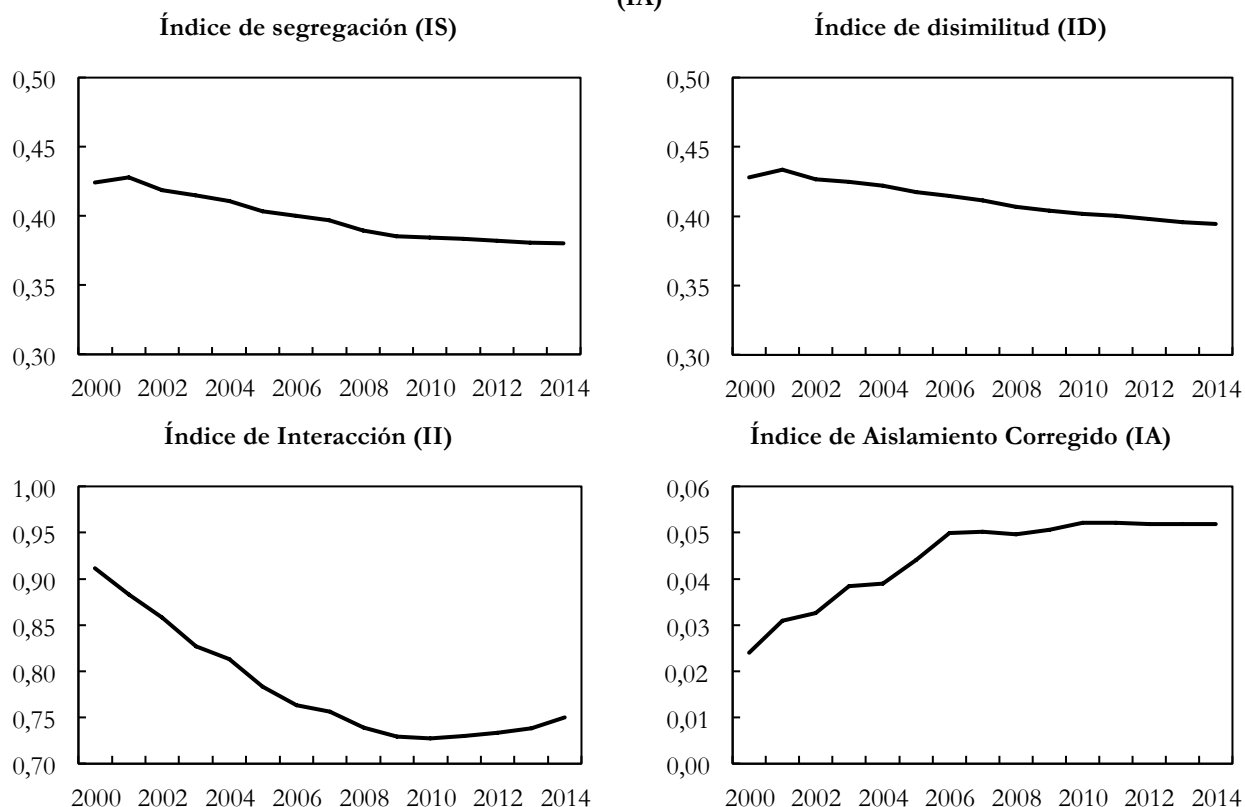 (IA)
Índice de segregación (IS)
0,50
0,45
0,40
0,35
0,30
2000 2002 2004 2006 2008 2010 2012 2014
Índice de disimilitud (ID)
0,50
0,45
0,40
0,35
0,30
2000 2002 2004 2006 2008 2010 2012 2014
Índice de Interacción (II)
1,00
0,95
0,90
0,85
0,80
0,75
0,70
2000 2002 2004 2006 2008 2010 2012 2014
Índice de Aislamiento Corregido (IA)
0,06
0,05
0,04
0,03
0,02
0,01
0,00
2000 2002 2004 2006 2008 2010 2012 2014